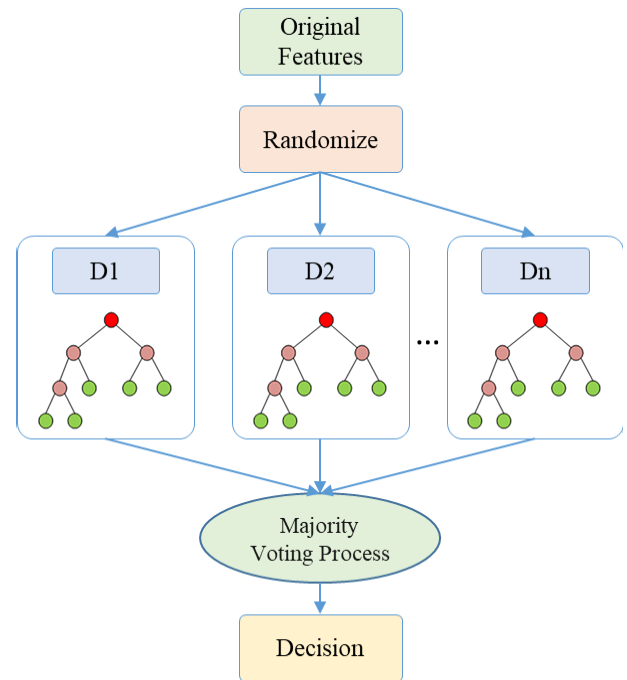 Original
Features
Randomize
D1
D2
Dn
...
Majority
Voting Process
Decision